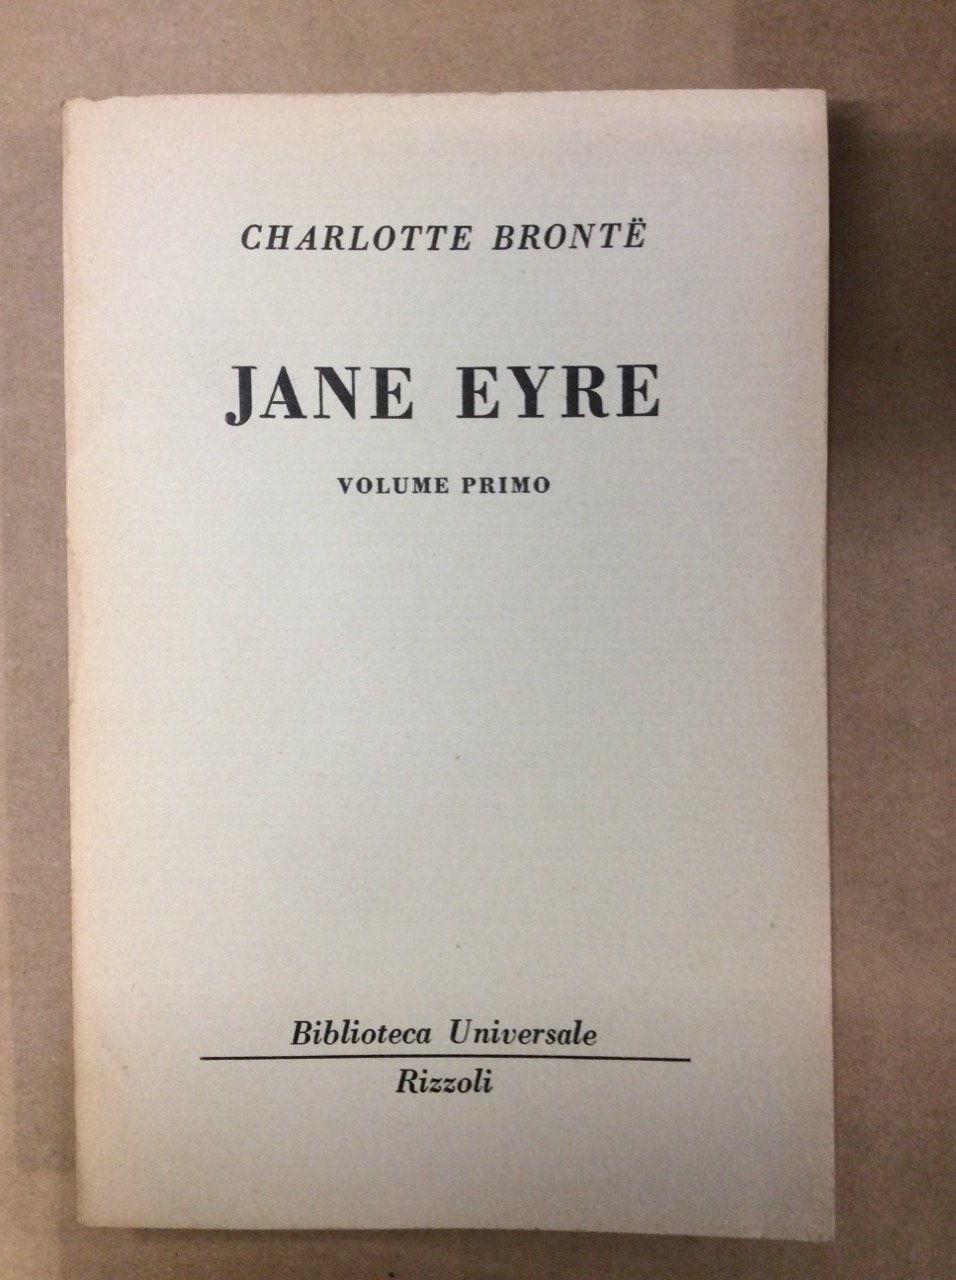 CHARLOTTE BRONTË
JANE EYRE
VOLUME PRIMO
Biblioteca Universale
Rizzoli